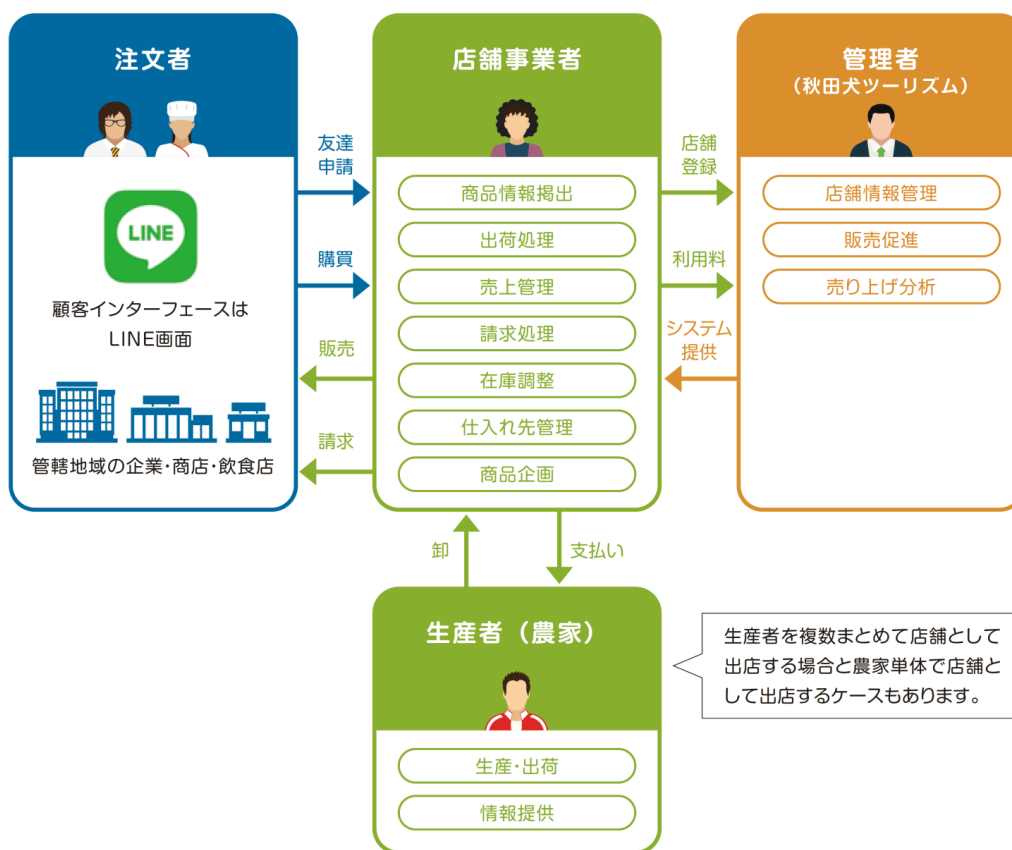 注文者
LINE
顧客インターフェースは
LINE画面
管轄地域の企業・商店・飲食店
友達
申請
購買
販売
請求
店舗事業者
商品情報掲出
出荷処理
売上管理
請求処理
在庫調整
仕入れ先管理
商品企画
店舗
登録
利用料
システム
提供
管理者
(秋田犬ツーリズム)
店舗情報管理
販売促進
売り上げ分析
卸
支払い
生産者（農家）
生産・出荷
情報提供
生産者を複数まとめて店舗として
出店する場合と農家単体で店舗と
して出店するケースもあります。